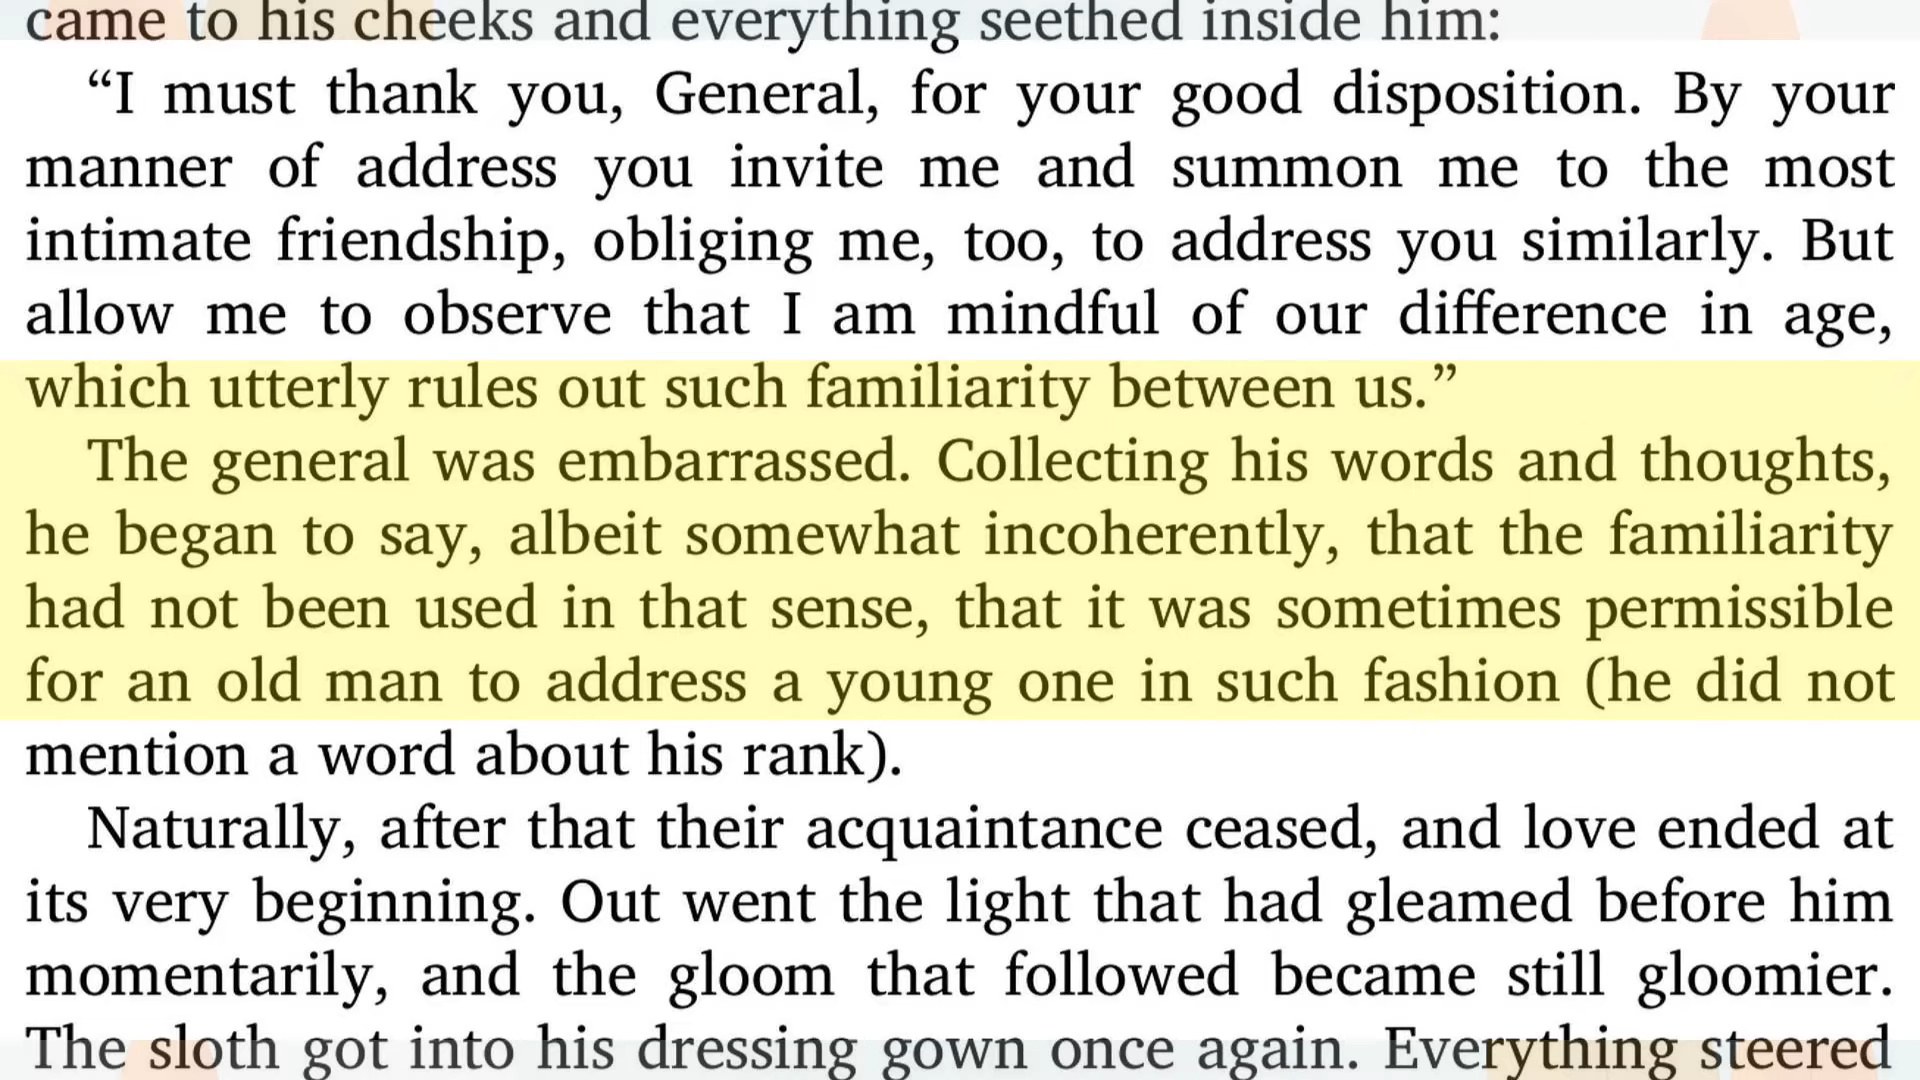 came to his cheeks and everything seethed inside him:
“I must thank you, General, for your good disposition. By your
manner of address you invite me and summon me to the most
intimate friendship, obliging me, too, to address you similarly. But
allow me to observe that I am mindful of our difference in age,
which utterly rules out such familiarity between us.”
The general was embarrassed. Collecting his words and thoughts,
he began to say, albeit somewhat incoherently, that the familiarity
had not been used in that sense, that it was sometimes permissible
for an old man to address a young one in such fashion (he did not
mention a word about his rank).
Naturally, after that their acquaintance ceased, and love ended at
its very beginning. Out went the light that had gleamed before him
momentarily, and the gloom that followed became still gloomier.
The sloth got into his dressing gown once again. Everything steered